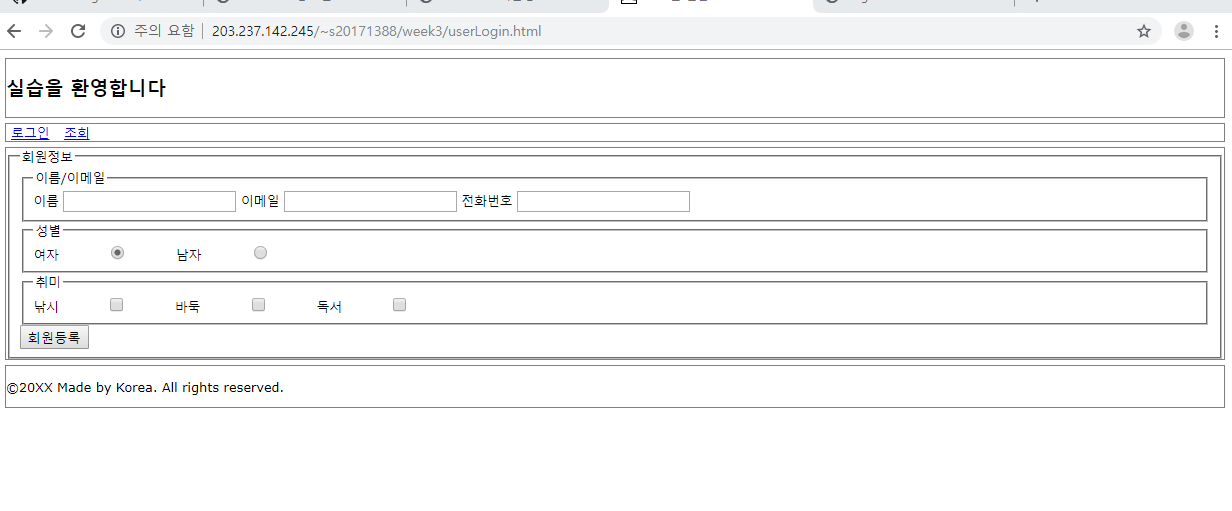 주의 요함 | 203.237.142.245/~s20171388/week3/userLogin.html
실습을 환영합니다
로그인 조회
회원정보
이름/이메일
이름 이메일 전화번호
성별
여자 남자
취미
낚시 바둑 독서
회원등록
©20XX Made by Korea. All rights reserved.